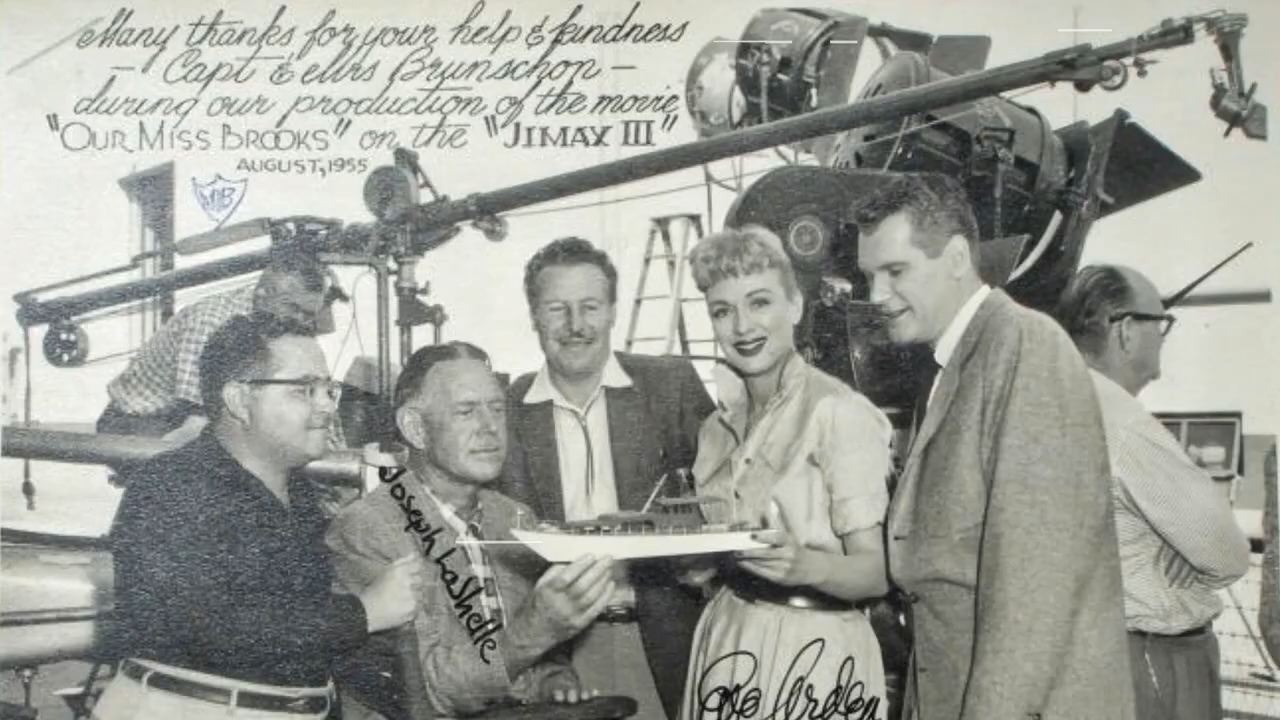 Many thanks for your help & kindness
— Capt & Mrs Brunschon —
during our production of the movie
"OUR MISS BROOKS" on the "JIMAX III"
AUGUST, 1955
MB
Joseph LaShelle
Eve Arden